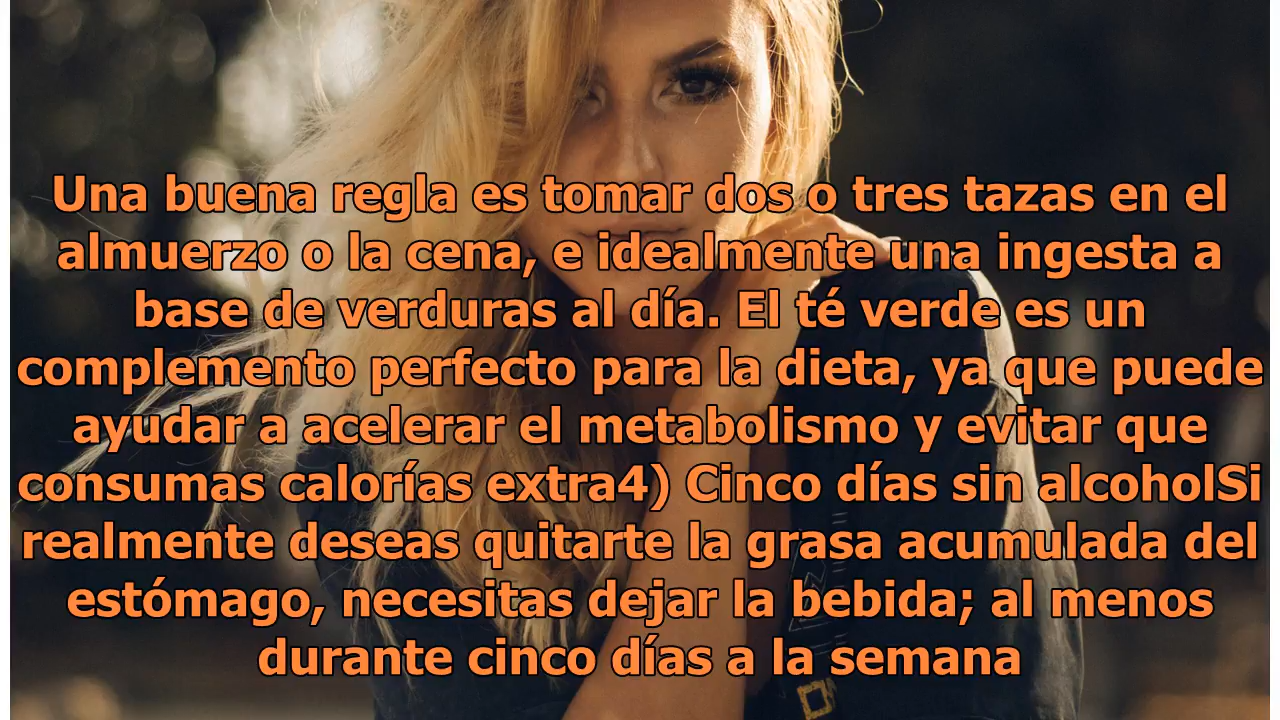 Una buena regla es tomar dos o tres tazas en el
almuerzo o la cena, e idealmente una ingesta a
base de verduras al día. El té verde es un
complemento perfecto para la dieta, ya que puede
ayudar a acelerar el metabolismo y evitar que
consumas calorías extra4) Cinco días sin alcoholSi
realmente deseas quitarte la grasa acumulada del
estómago, necesitas dejar la bebida; al menos
durante cinco días a la semana